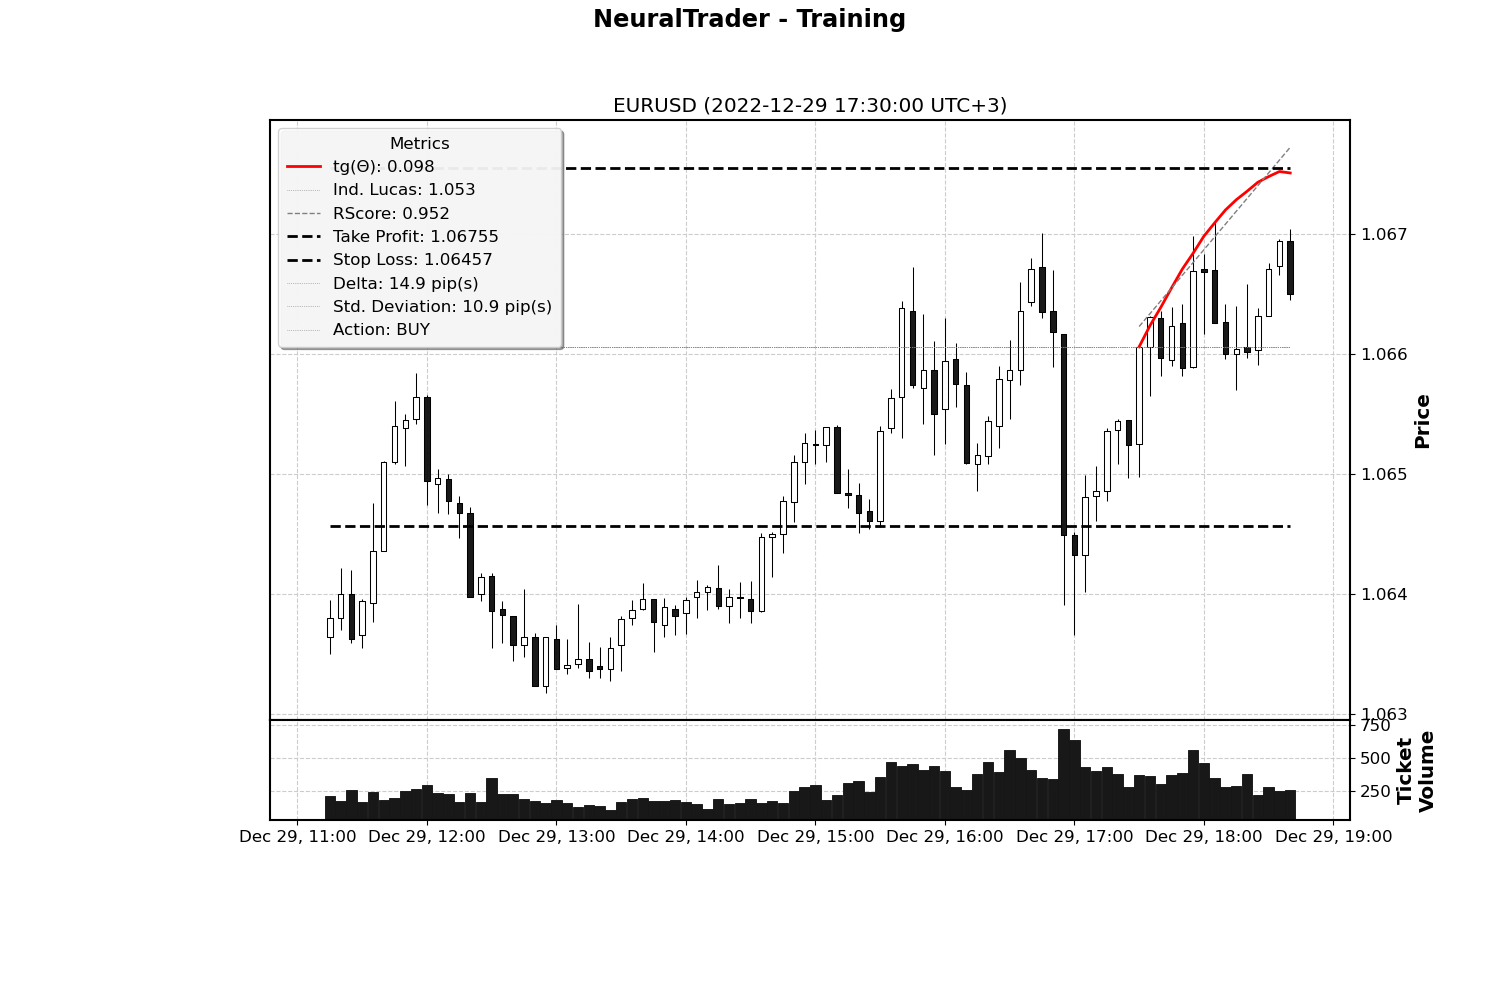 NeuralTrader - Training
EURUSD (2022-12-29 17:30:00 UTC+3)
Metrics
tg(Θ): 0.098
Ind. Lucas: 1.053
RScore: 0.952
Take Profit: 1.06755
Stop Loss: 1.06457
Delta: 14.9 pip(s)
Std. Deviation: 10.9 pip(s)
Action: BUY
1.067
1.066
1.065
1.064
1.063
Price
750
500
250
Ticket
Volume
Dec 29, 11:00 Dec 29, 12:00 Dec 29, 13:00 Dec 29, 14:00 Dec 29, 15:00 Dec 29, 16:00 Dec 29, 17:00 Dec 29, 18:00 Dec 29, 19:00